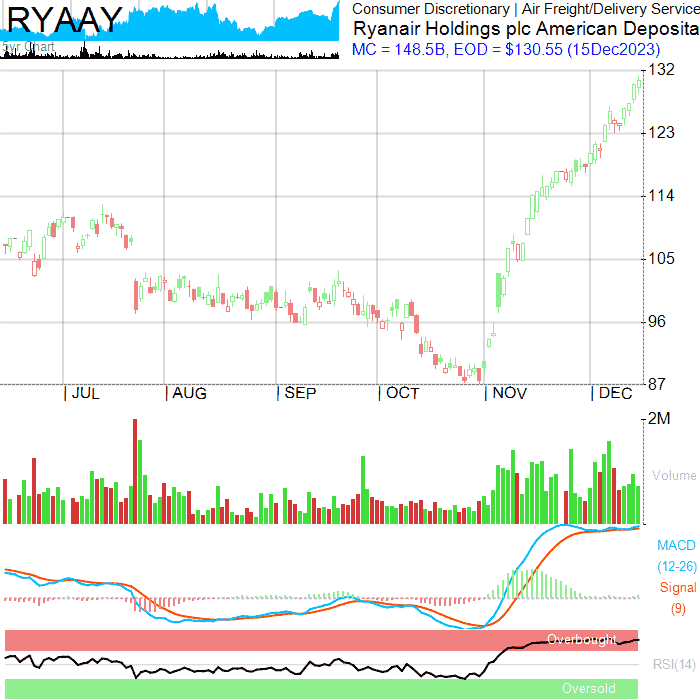 RYAAY
5yr Chart
Consumer Discretionary | Air Freight/Delivery Service
Ryanair Holdings plc American Deposita
MC = 148.5B, EOD = $130.55 (15Dec2023)
132
123
114
105
96
87
| JUL | AUG | SEP | OCT | NOV | DEC
2M
Volume
MACD
(12-26)
Signal
(9)
Overbought
RSI(14)
Oversold